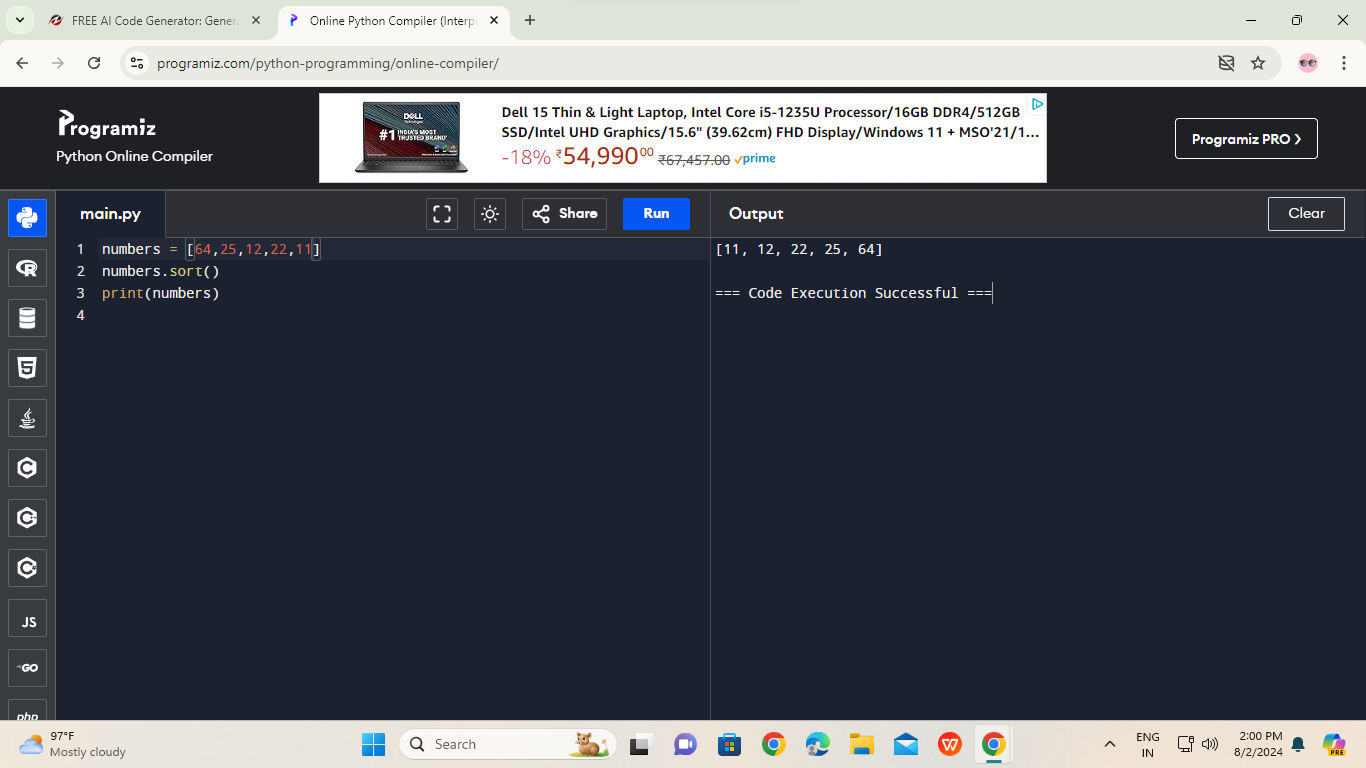 FREE AI Code Generator: Gener
Online Python Compiler (Interp
programiz.com/python-programming/online-compiler/
Programiz
Python Online Compiler
DELL
Technologies
#1 INDIA'S MOST
TRUSTED BRAND*
Dell 15 Thin & Light Laptop, Intel Core i5-1235U Processor/16GB DDR4/512GB
SSD/Intel UHD Graphics/15.6" (39.62cm) FHD Display/Windows 11 + MSO'21/1...
-18% ₹54,99000 ₹67,457.00 prime
Programiz PRO ›
main.py
Share
Run
Output
Clear
1 numbers = [64,25,12,22,11]
2 numbers.sort()
3 print(numbers)
4
[11, 12, 22, 25, 64]
=== Code Execution Successful ===
R
5
C
C
C
JS
GO
php
97°F
Mostly cloudy
Search
W
ENG
IN
2:00 PM
8/2/2024
PRE